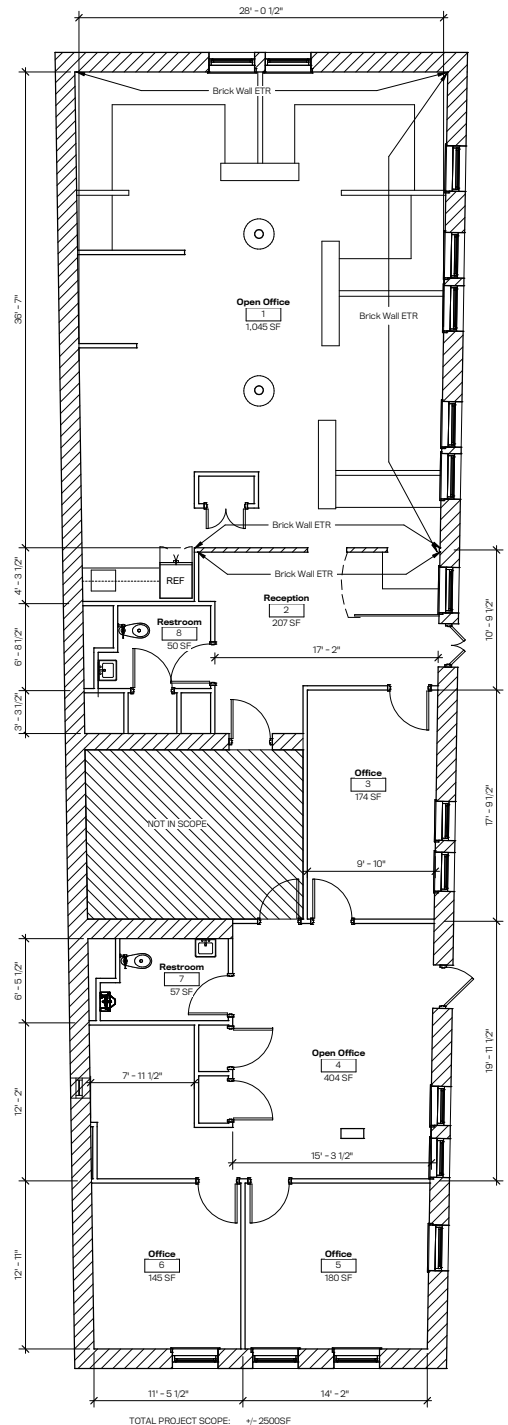 28' - 0 1/2"
Brick Wall ETR
36' - 7"
Open Office
1
1,045 SF
Brick Wall ETR
Brick Wall ETR
4' - 3 1/2"
REF
Brick Wall ETR
Reception
2
207 SF
10' - 9 1/2"
6' - 8 1/2"
Restroom
8
50 SF
17' - 2"
3' - 3 1/2"
Office
3
174 SF
17' - 9 1/2"
NOT IN SCOPE
9' - 10"
6' - 5 1/2"
Restroom
7
57 SF
Open Office
4
404 SF
19' - 11 1/2"
7' - 11 1/2"
12' - 2"
15' - 3 1/2"
Office
6
145 SF
Office
5
180 SF
12' - 11"
11' - 5 1/2"
14' - 2"
TOTAL PROJECT SCOPE: +/- 2500SF